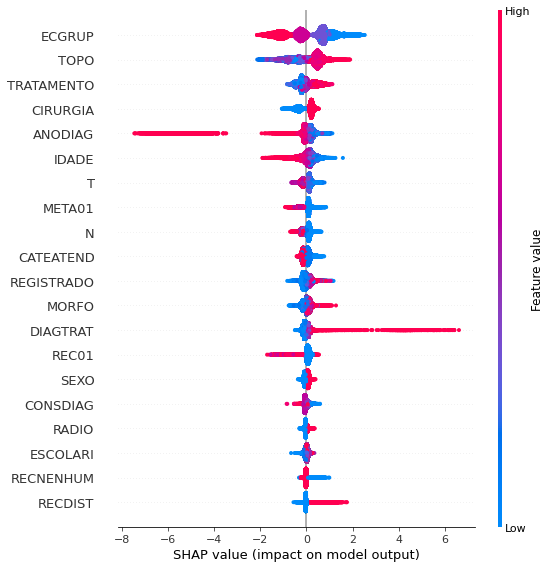 High
ECGRUP
TOPO
TRATAMENTO
CIRURGIA
ANODIAG
IDADE
T
META01
N
CATEATEND
REGISTRADO
MORFO
DIAGTRAT
REC01
SEXO
CONSDIAG
RADIO
ESCOLARI
RECNENHUM
RECDIST
Feature value
Low
−8 −6 −4 −2 0 2 4 6
SHAP value (impact on model output)